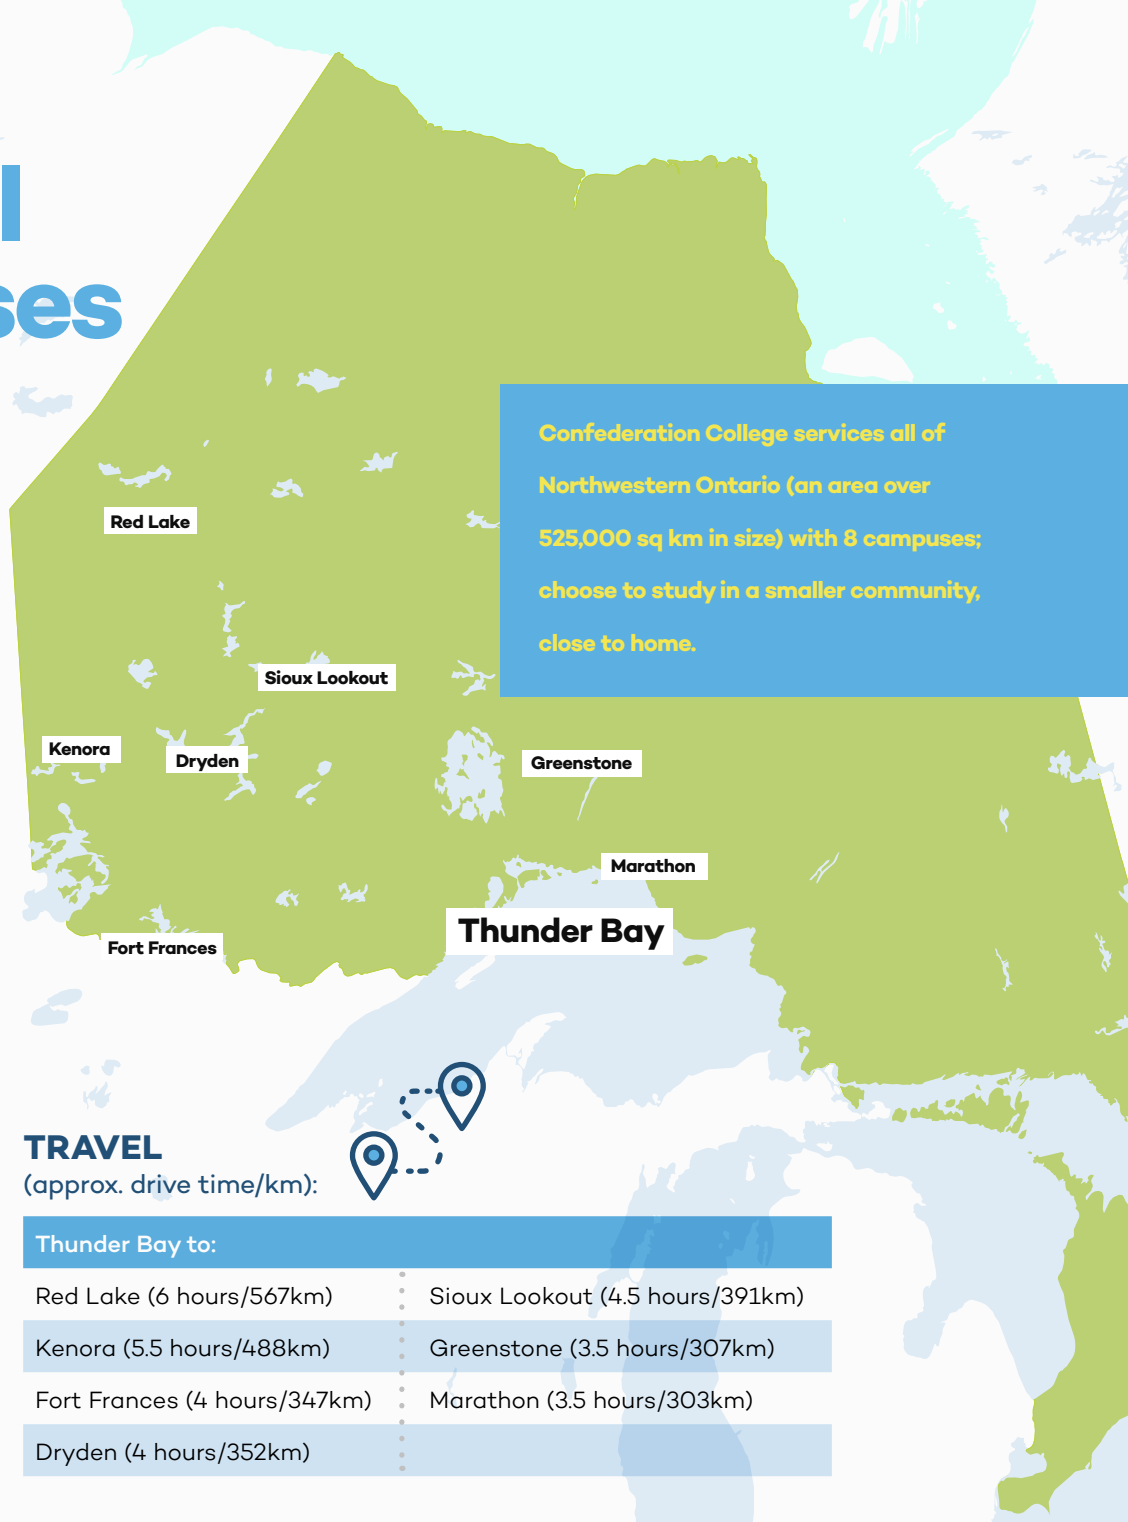 Confederation College services all of
Northwestern Ontario (an area over
525,000 sq km in size) with 8 campuses;
choose to study in a smaller community,
close to home.
Red Lake
Sioux Lookout
Kenora
Dryden
Greenstone
Marathon
Thunder Bay
Fort Frances
TRAVEL
(approx. drive time/km):
Thunder Bay to:
Red Lake (6 hours/567km)
Sioux Lookout (4.5 hours/391km)
Kenora (5.5 hours/488km)
Greenstone (3.5 hours/307km)
Fort Frances (4 hours/347km)
Marathon (3.5 hours/303km)
Dryden (4 hours/352km)